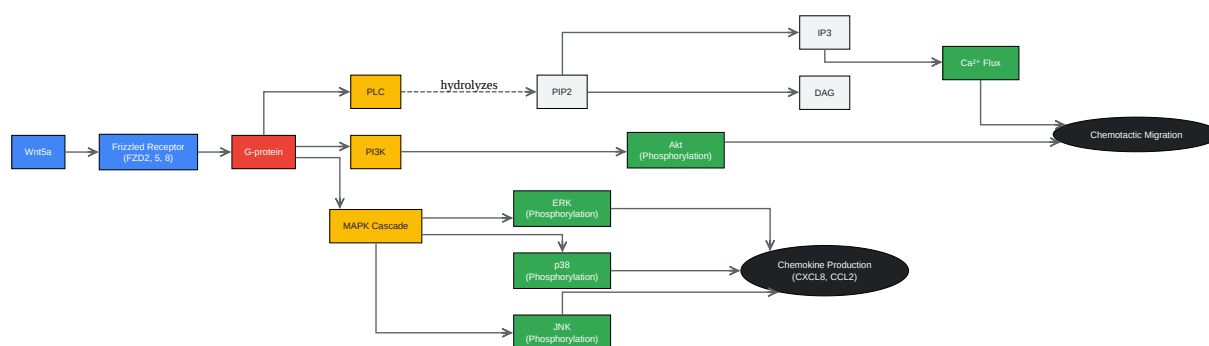 IP3
Ca²⁺ Flux
hydrolyzes
PLC
PIP2
DAG
Chemotactic Migration
Wnt5a
Frizzled Receptor
(FZD2, 5, 8)
G-protein
PI3K
Akt
(Phosphorylation)
ERK
(Phosphorylation)
MAPK Cascade
p38
(Phosphorylation)
Chemokine Production
(CXCL8, CCL2)
JNK
(Phosphorylation)